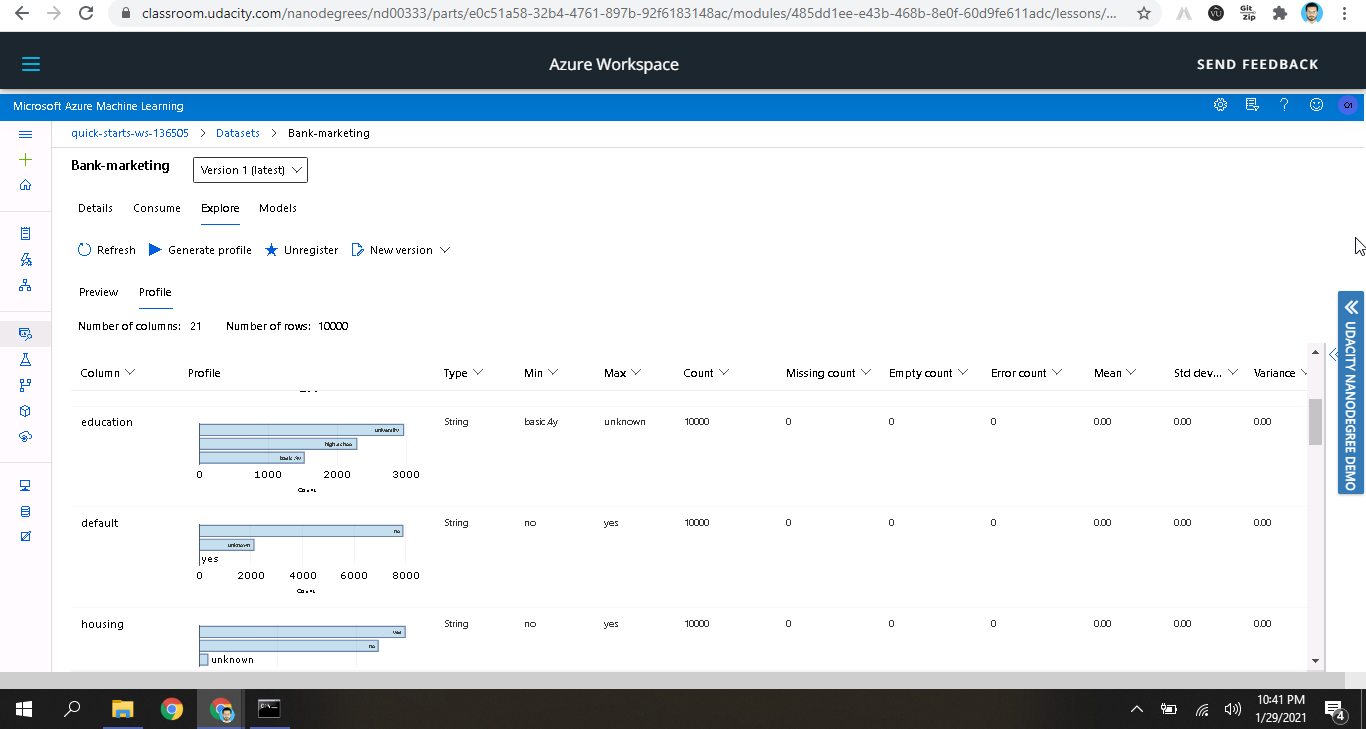 classroom.udacity.com/nanodegrees/nd00333/parts/e0c51a58-32b4-4761-897b-92f6183148ac/modules/485dd1ee-e43b-468b-8e0f-60d9fe611adc/lessons/...
Git Zip
Azure Workspace
SEND FEEDBACK
Microsoft Azure Machine Learning
quick-starts-ws-136505 > Datasets > Bank-marketing
Bank-marketing Version 1 (latest)
Details Consume Explore Models
Refresh Generate profile Unregister New version
Preview Profile
Number of columns: 21 Number of rows: 10000
Column Profile Type Min Max Count Missing count Empty count Error count Mean Std dev... Variance
education String basic.4y unknown 10000 0 0 0 0.00 0.00 0.00
university
high.school
basic.9y
0 1000 2000 3000
Count
default String no yes 10000 0 0 0 0.00 0.00 0.00
no
unknown
yes
0 2000 4000 6000 8000
Count
housing String no yes 10000 0 0 0 0.00 0.00 0.00
yes
no
unknown
UDACITY NANODEGREE DEMO
10:41 PM
1/29/2021
4